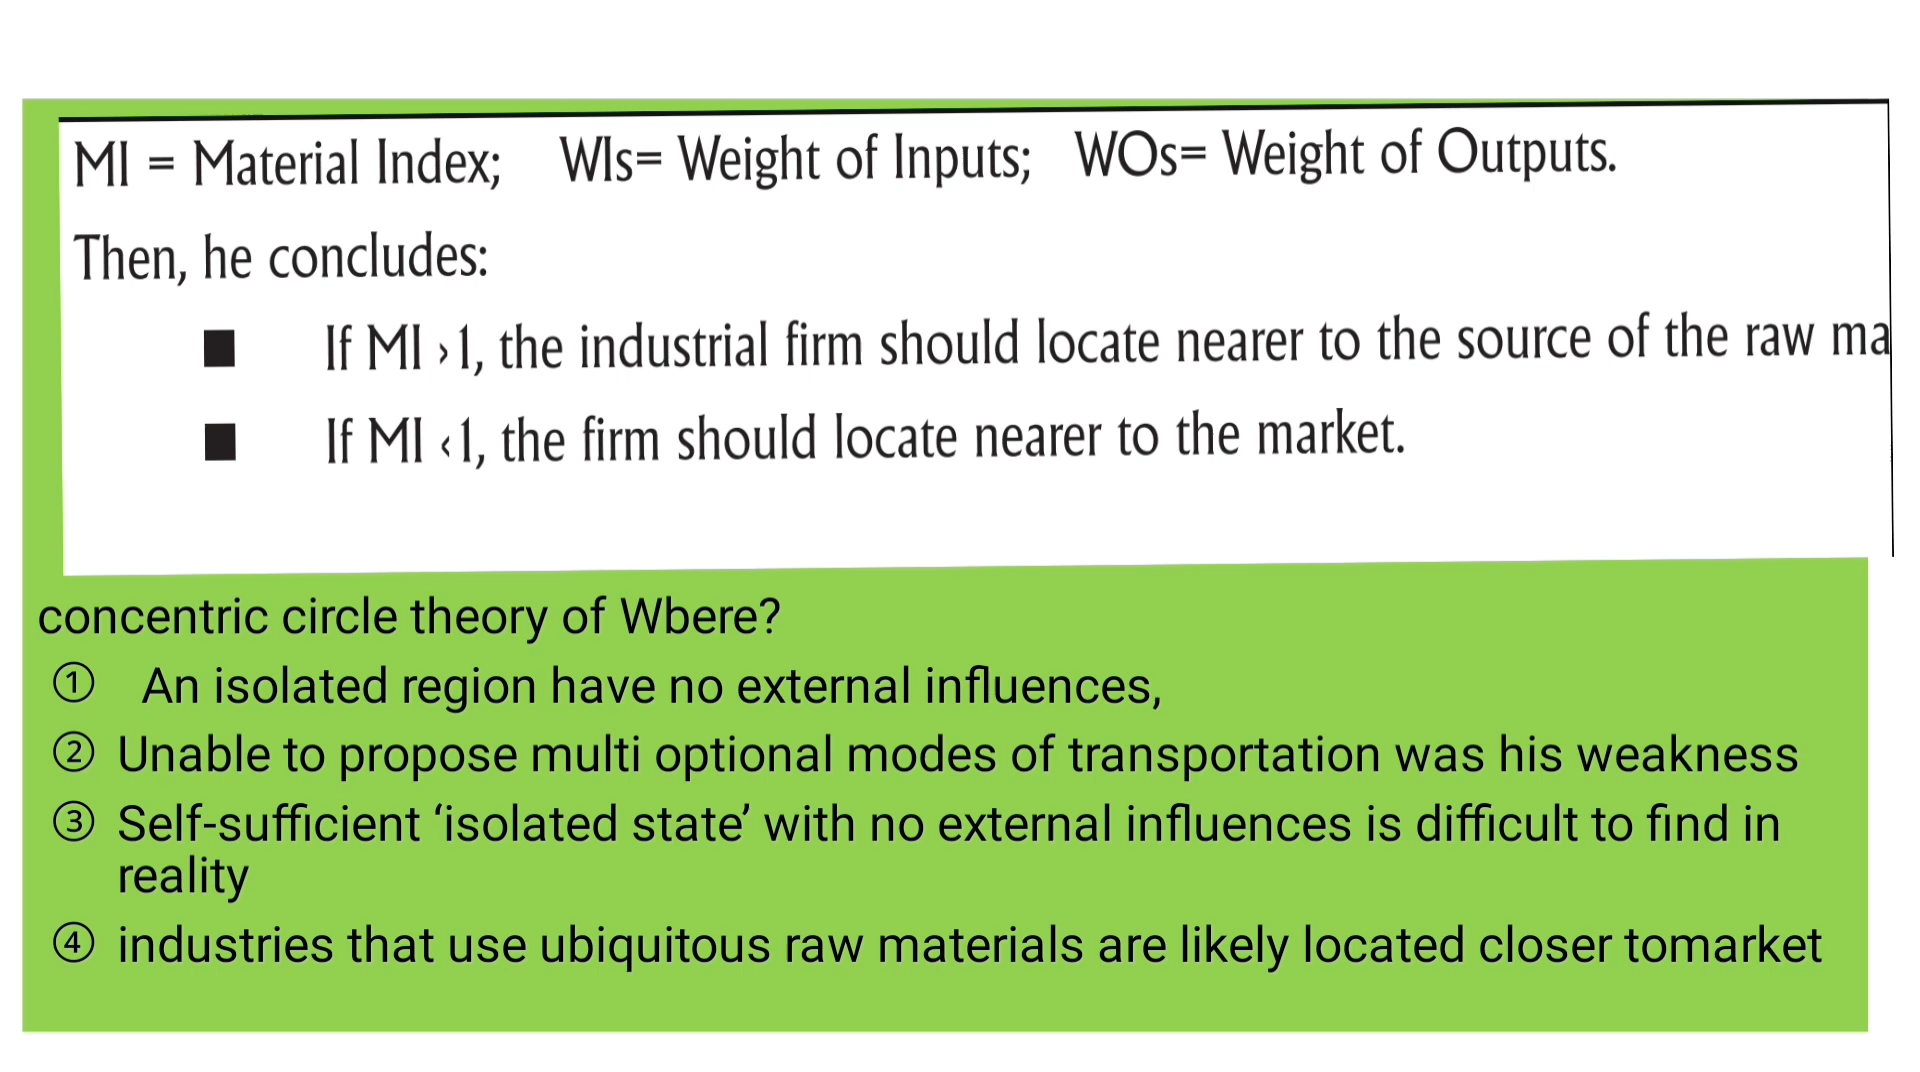 MI = Material Index; WIs= Weight of Inputs; WOs= Weight of Outputs.
Then, he concludes:
■ If MI ›1, the industrial firm should locate nearer to the source of the raw ma
■ If MI ‹1, the firm should locate nearer to the market.
concentric circle theory of Wbere?
① An isolated region have no external influences,
② Unable to propose multi optional modes of transportation was his weakness
③ Self-sufficient ‘isolated state’ with no external influences is difficult to find in
reality
④ industries that use ubiquitous raw materials are likely located closer tomarket